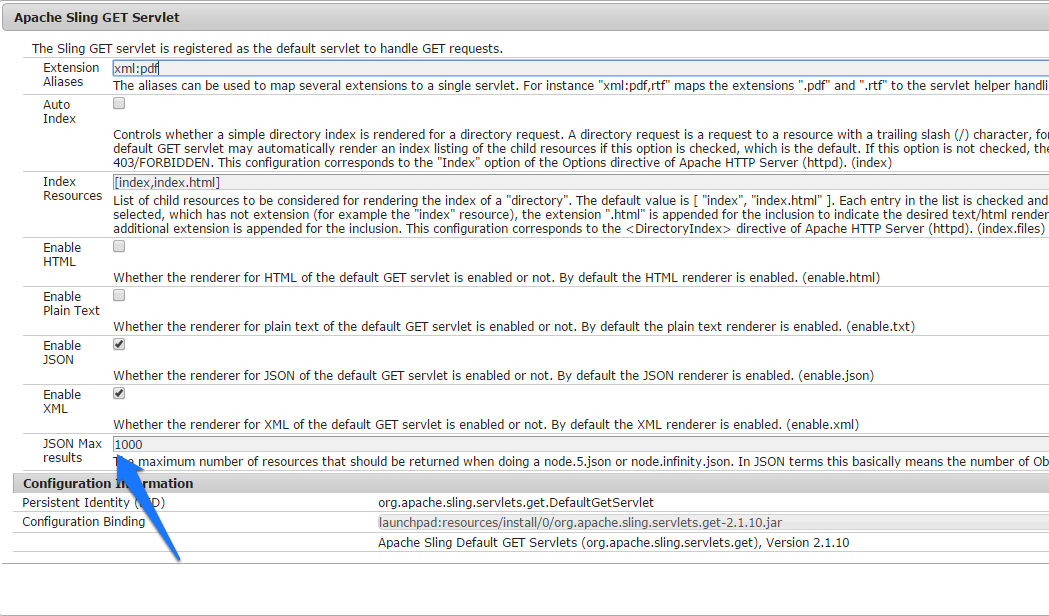 Apache Sling GET Servlet
The Sling GET servlet is registered as the default servlet to handle GET requests.
Extension
Aliases
xml:pdf
The aliases can be used to map several extensions to a single servlet. For instance "xml:pdf,rtf" maps the extensions ".pdf" and ".rtf" to the servlet helper handli
Auto
Index
Controls whether a simple directory index is rendered for a directory request. A directory request is a request to a resource with a trailing slash (/) character, fo
default GET servlet may automatically render an index listing of the child resources if this option is checked, which is the default. If this option is not checked, the
403/FORBIDDEN. This configuration corresponds to the "Index" option of the Options directive of Apache HTTP Server (httpd). (index)
Index
Resources
[index,index.html]
List of child resources to be considered for rendering the index of a "directory". The default value is [ "index", "index.html" ]. Each entry in the list is checked and
selected, which has not extension (for example the "index" resource), the extension ".html" is appended for the inclusion to indicate the desired text/html render
additional extension is appended for the inclusion. This configuration corresponds to the <DirectoryIndex> directive of Apache HTTP Server (httpd). (index.files)
Enable
HTML
Whether the renderer for HTML of the default GET servlet is enabled or not. By default the HTML renderer is enabled. (enable.html)
Enable
Plain Text
Whether the renderer for plain text of the default GET servlet is enabled or not. By default the plain text renderer is enabled. (enable.txt)
Enable
JSON
Whether the renderer for JSON of the default GET servlet is enabled or not. By default the JSON renderer is enabled. (enable.json)
Enable
XML
Whether the renderer for XML of the default GET servlet is enabled or not. By default the XML renderer is enabled. (enable.xml)
JSON Max
results
1000
maximum number of resources that should be returned when doing a node.5.json or node.infinity.json. In JSON terms this basically means the number of Ob
Configuration Information
Persistent Identity
org.apache.sling.servlets.get.DefaultGetServlet
Configuration Binding
launchpad:resources/install/0/org.apache.sling.servlets.get-2.1.10.jar
Apache Sling Default GET Servlets (org.apache.sling.servlets.get), Version 2.1.10